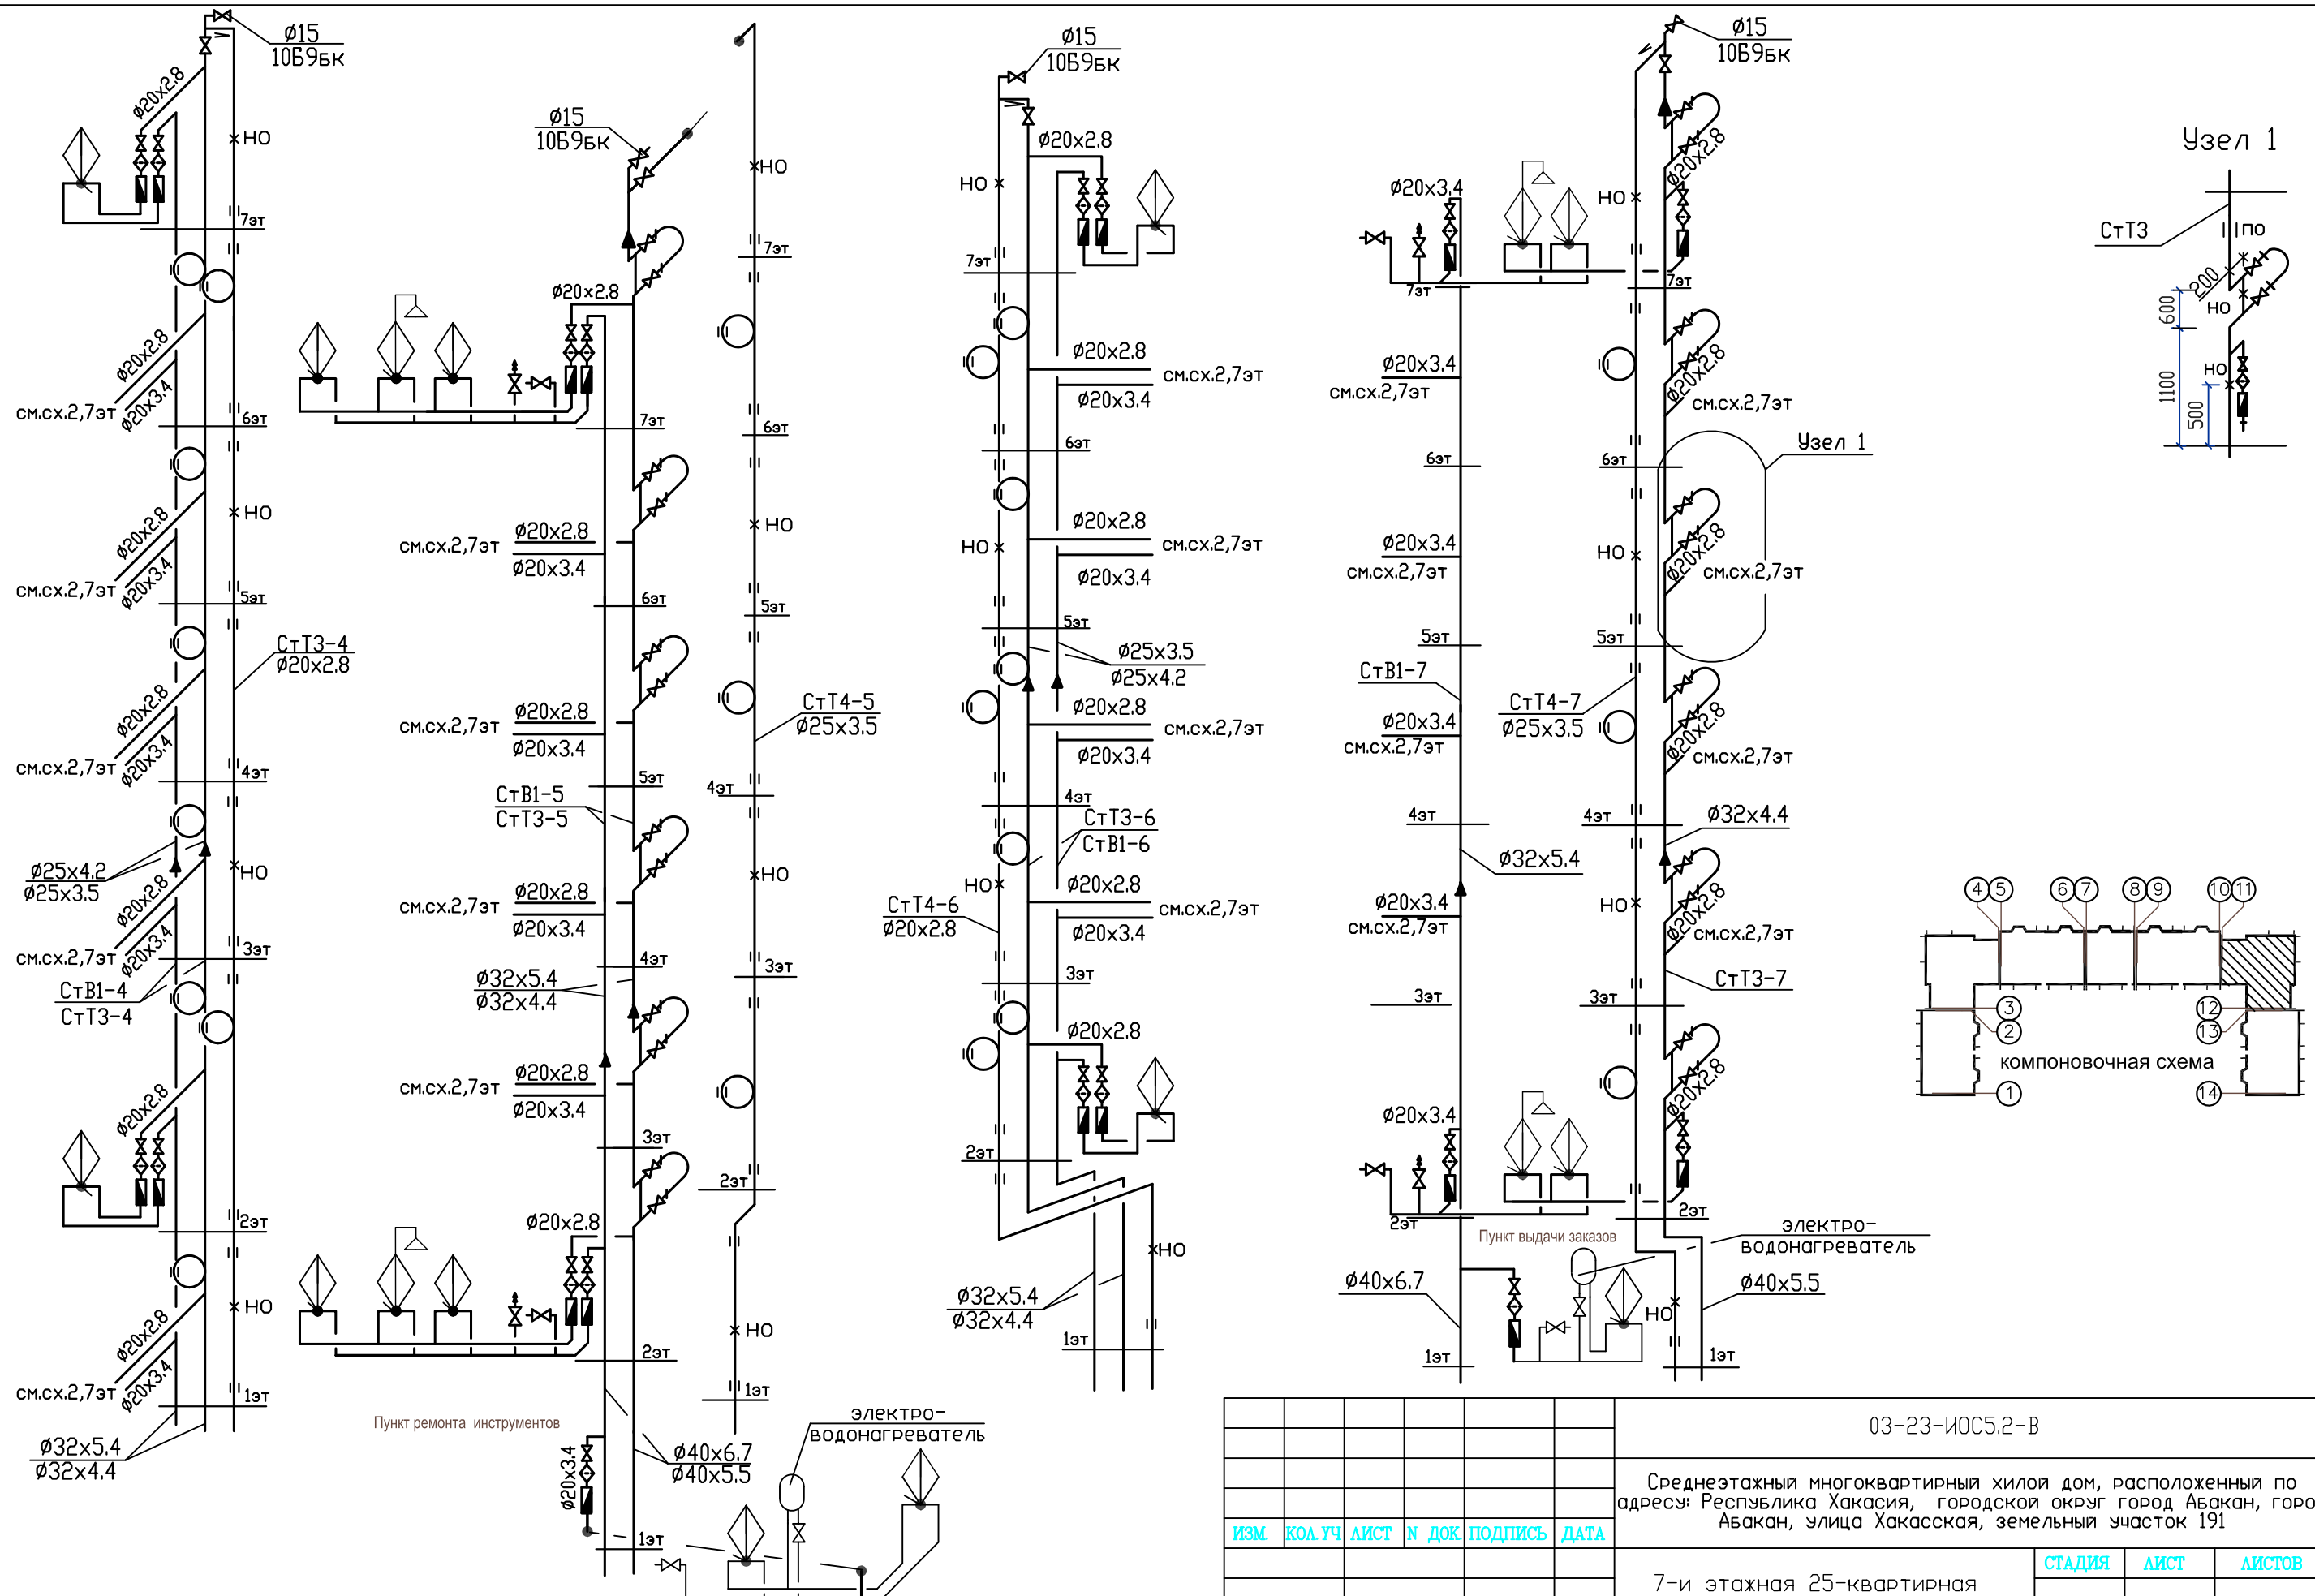 Ø15
10Б9бк
Ø20x2.8
НО
7эт
Ø20x2.8
см.сх.2,7эт
Ø20x3.4
6эт
Ø20x2.8
НО
см.сх.2,7эт
Ø20x3.4
5эт
СтТ3-4
Ø20x2.8
Ø20x2.8
см.сх.2,7эт
Ø20x3.4
4эт
Ø25x4.2
Ø25x3.5
НО
Ø20x2.8
см.сх.2,7эт
Ø20x3.4
3эт
СтВ1-4
СтТ3-4
Ø20x2.8
2эт
НО
Ø20x2.8
см.сх.2,7эт
Ø20x3.4
1эт
Ø32x5.4
Ø32x4.4
Ø15
10Б9бк
Ø20x2.8
7эт
Ø20x2.8
см.сх.2,7эт
Ø20x3.4
6эт
Ø20x2.8
см.сх.2,7эт
Ø20x3.4
5эт
СтВ1-5
СтТ3-5
Ø20x2.8
см.сх.2,7эт
Ø20x3.4
4эт
Ø32x5.4
Ø32x4.4
Ø20x2.8
см.сх.2,7эт
Ø20x3.4
3эт
Ø20x2.8
2эт
Пункт ремонта инструментов
Ø40x6.7
Ø40x5.5
Ø20x3.4
1эт
электро-
водонагреватель
НО
7эт
6эт
НО
5эт
СтТ4-5
Ø25x3.5
4эт
НО
3эт
2эт
НО
1эт
Ø15
10Б9бк
Ø20x2.8
НО
7эт
Ø20x2.8
см.сх.2,7эт
Ø20x3.4
6эт
Ø20x2.8
НО
см.сх.2,7эт
Ø20x3.4
5эт
Ø25x3.5
Ø25x4.2
Ø20x2.8
см.сх.2,7эт
Ø20x3.4
4эт
СтТ3-6
СтВ1-6
НО
Ø20x2.8
СтТ4-6
Ø20x2.8
см.сх.2,7эт
Ø20x3.4
3эт
Ø20x2.8
2эт
НО
Ø32x5.4
Ø32x4.4
1эт
Ø20x3.4
7эт
Ø20x3.4
см.сх.2,7эт
6эт
Ø20x3.4
см.сх.2,7эт
5эт
СтВ1-7
Ø20x3.4
см.сх.2,7эт
4эт
Ø32x5.4
Ø20x3.4
см.сх.2,7эт
3эт
Ø20x3.4
2эт
Пункт выдачи заказов
Ø40x6.7
1эт
Ø15
10Б9бк
Ø20x2.8
НО
7эт
Ø20x2.8
см.сх.2,7эт
6эт
Узел 1
НО
Ø20x2.8
см.сх.2,7эт
5эт
СтТ4-7
Ø25x3.5
Ø20x2.8
см.сх.2,7эт
4эт
Ø32x4.4
НО
Ø20x2.8
см.сх.2,7эт
СтТ3-7
3эт
Ø20x2.8
2эт
электро-
водонагреватель
НО
Ø40x5.5
1эт
Узел 1
СтТ3
ПО
200
600
НО
НО
1100
500
4 5 6 7 8 9 10 11
3 12
2 13
компоновочная схема
1 14
03-23-ИОС5.2-В
Среднеэтажный многоквартирный жилой дом, расположенный по
адресу: Республика Хакасия, городской округ город Абакан, горо
Абакан, улица Хакасская, земельный участок 191
ИЗМ. КОЛ.УЧ ЛИСТ N ДОК. ПОДПИСЬ ДАТА
СТАДИЯ ЛИСТ ЛИСТОВ
7-и этажная 25-квартирная